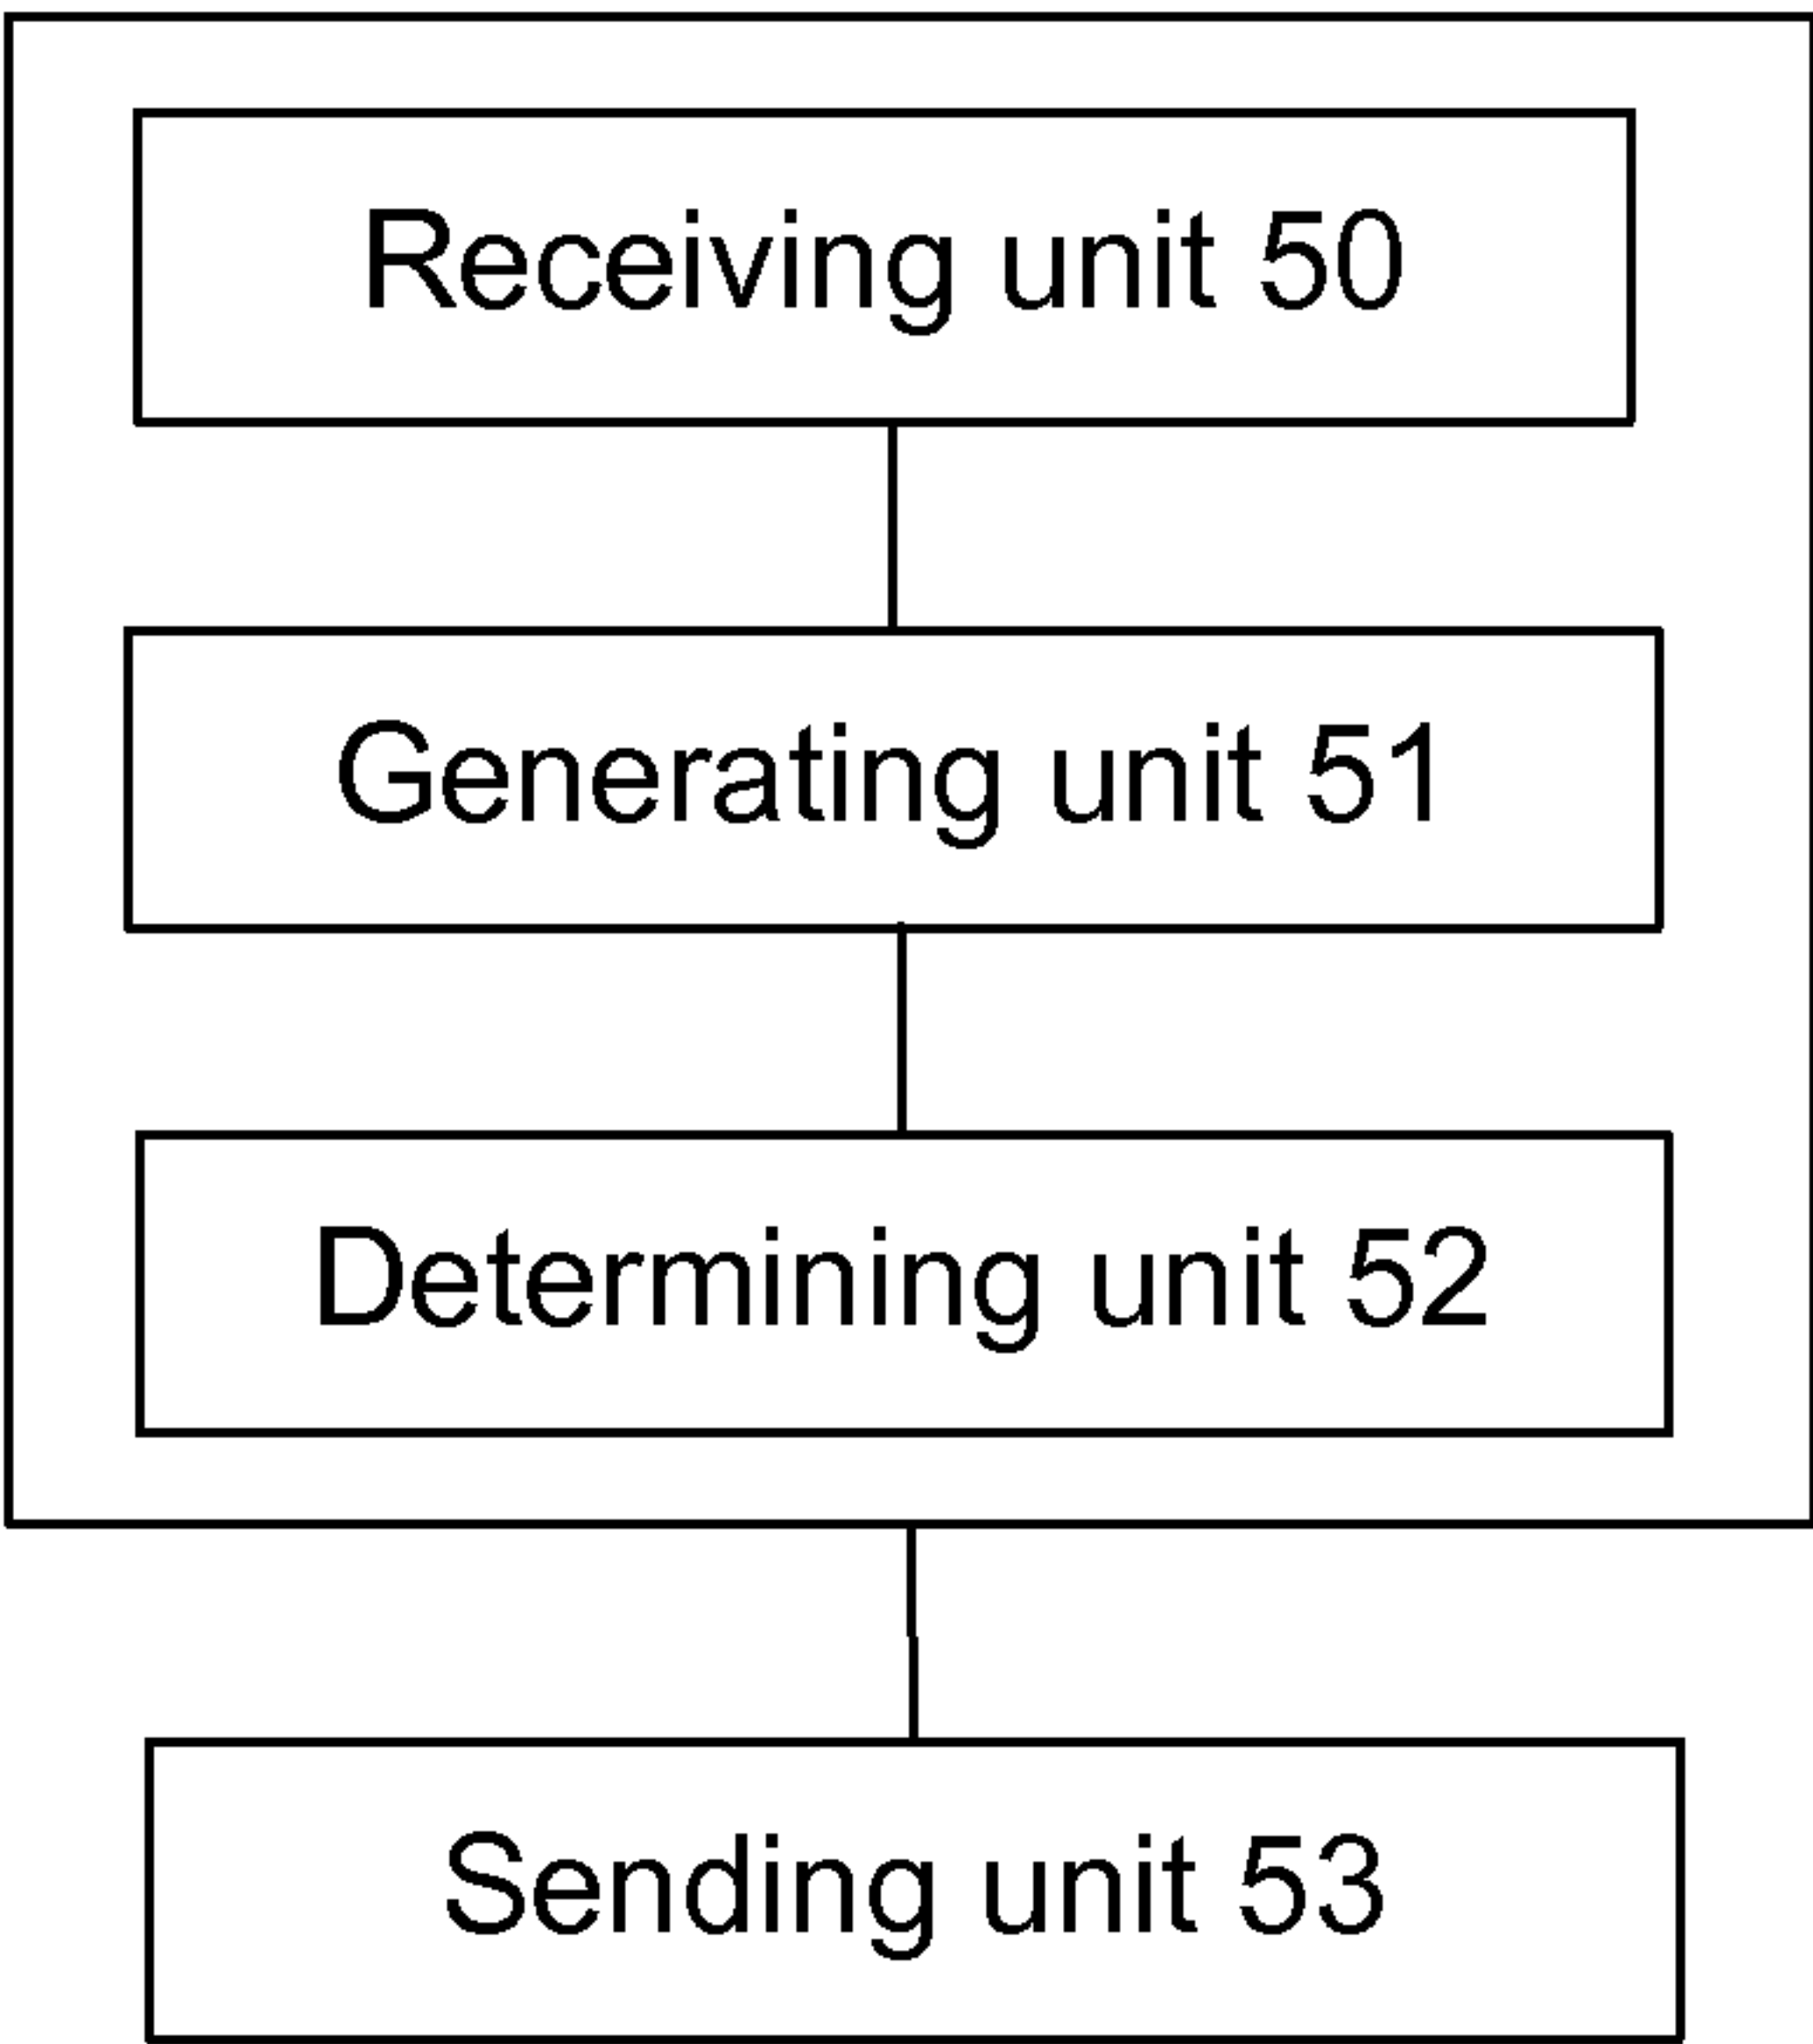 Receiving unit 50
Generating unit 51
Determining unit 52
Sending unit 53